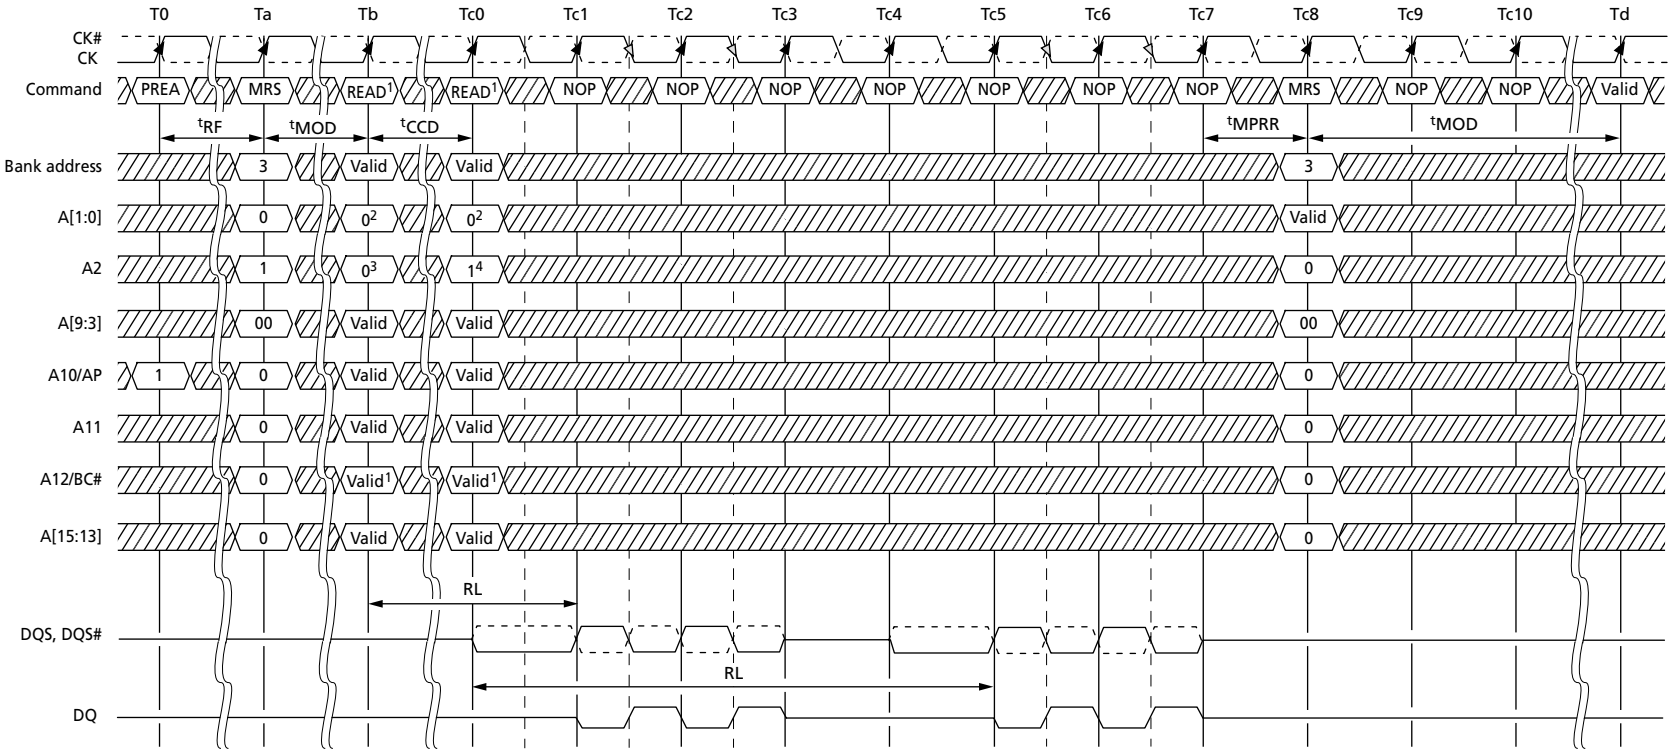 T0 Ta Tb Tc0 Tc1 Tc2 Tc3 Tc4 Tc5 Tc6 Tc7 Tc8 Tc9 Tc10 Td
CK#
CK
Command PREA MRS READ1 READ1 NOP NOP NOP NOP NOP NOP NOP MRS NOP NOP Valid
tRF tMOD tCCD tMPRR tMOD
Bank address 3 Valid Valid 3
A[1:0] 0 02 02 Valid
A2 1 03 14 0
A[9:3] 00 Valid Valid 00
A10/AP 1 0 Valid Valid 0
A11 0 Valid Valid 0
A12/BC# 0 Valid1 Valid1 0
A[15:13] 0 Valid Valid 0
RL
DQS, DQS#
RL
DQ